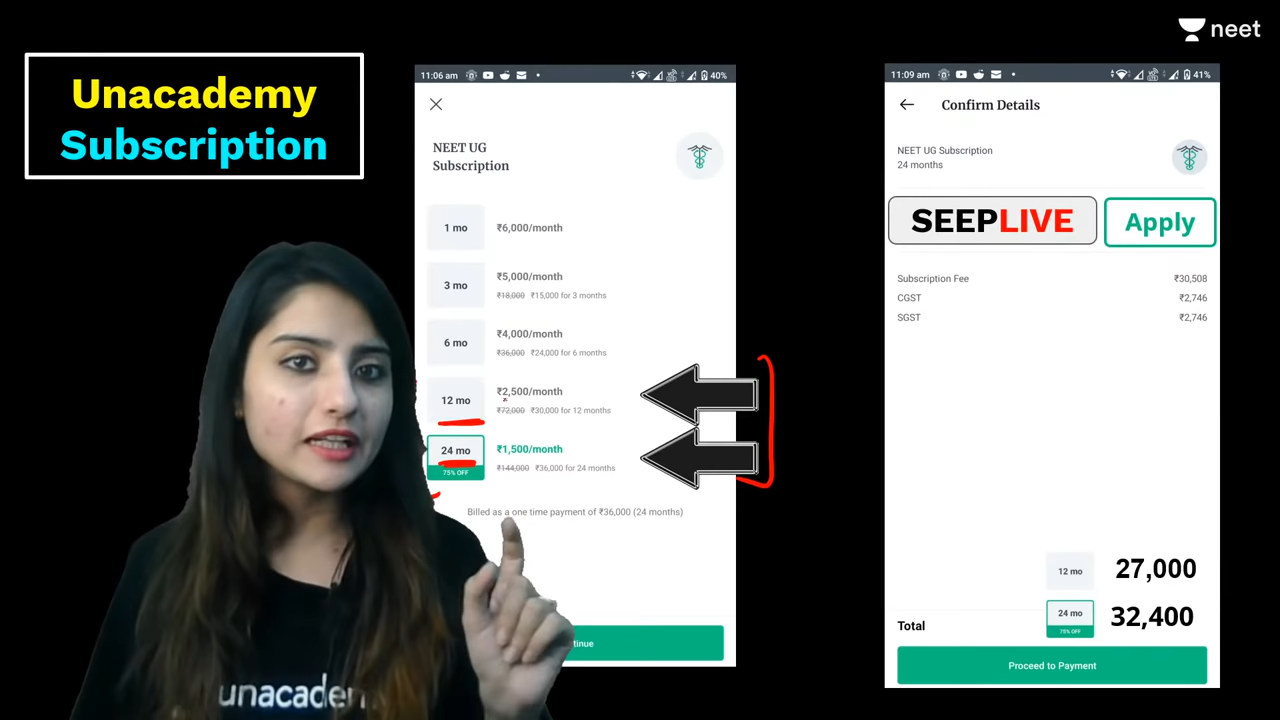 neet
Unacademy
Subscription
11:06 am
40%
NEET UG
Subscription
1 mo
₹6,000/month
3 mo
₹5,000/month
₹18,000 ₹15,000 for 3 months
6 mo
₹4,000/month
₹36,000 ₹24,000 for 6 months
12 mo
₹2,500/month
₹72,000 ₹30,000 for 12 months
24 mo
75% OFF
₹1,500/month
₹144,000 ₹36,000 for 24 months
Billed as a one time payment of ₹36,000 (24 months)
tinue
unacadem
11:09 am
41%
Confirm Details
NEET UG Subscription
24 months
SEEPLIVE
Apply
Subscription Fee ₹30,508
CGST ₹2,746
SGST ₹2,746
12 mo 27,000
24 mo 32,400
75% OFF
Total
Proceed to Payment